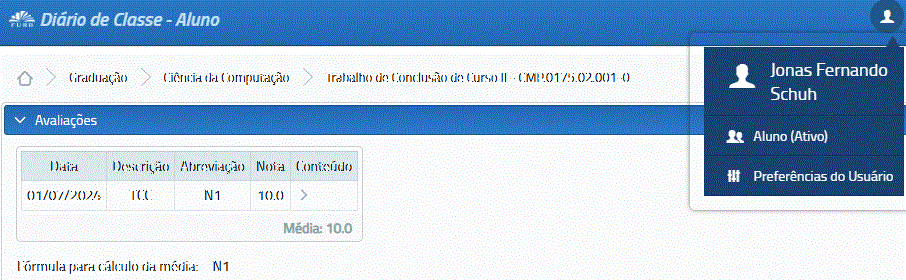 FURB
Diário de Classe - Aluno
Jonas Fernando
Schuh
Aluno (Ativo)
Preferências do Usuário
Graduação
Ciência da Computação
Trabalho de Conclusão de Curso II - CMP.0175.02.001-0
Avaliações
Data Descrição Abreviação Nota Conteúdo
01/07/2024 TCC N1 10.0
Média: 10.0
Fórmula para cálculo da média: N1